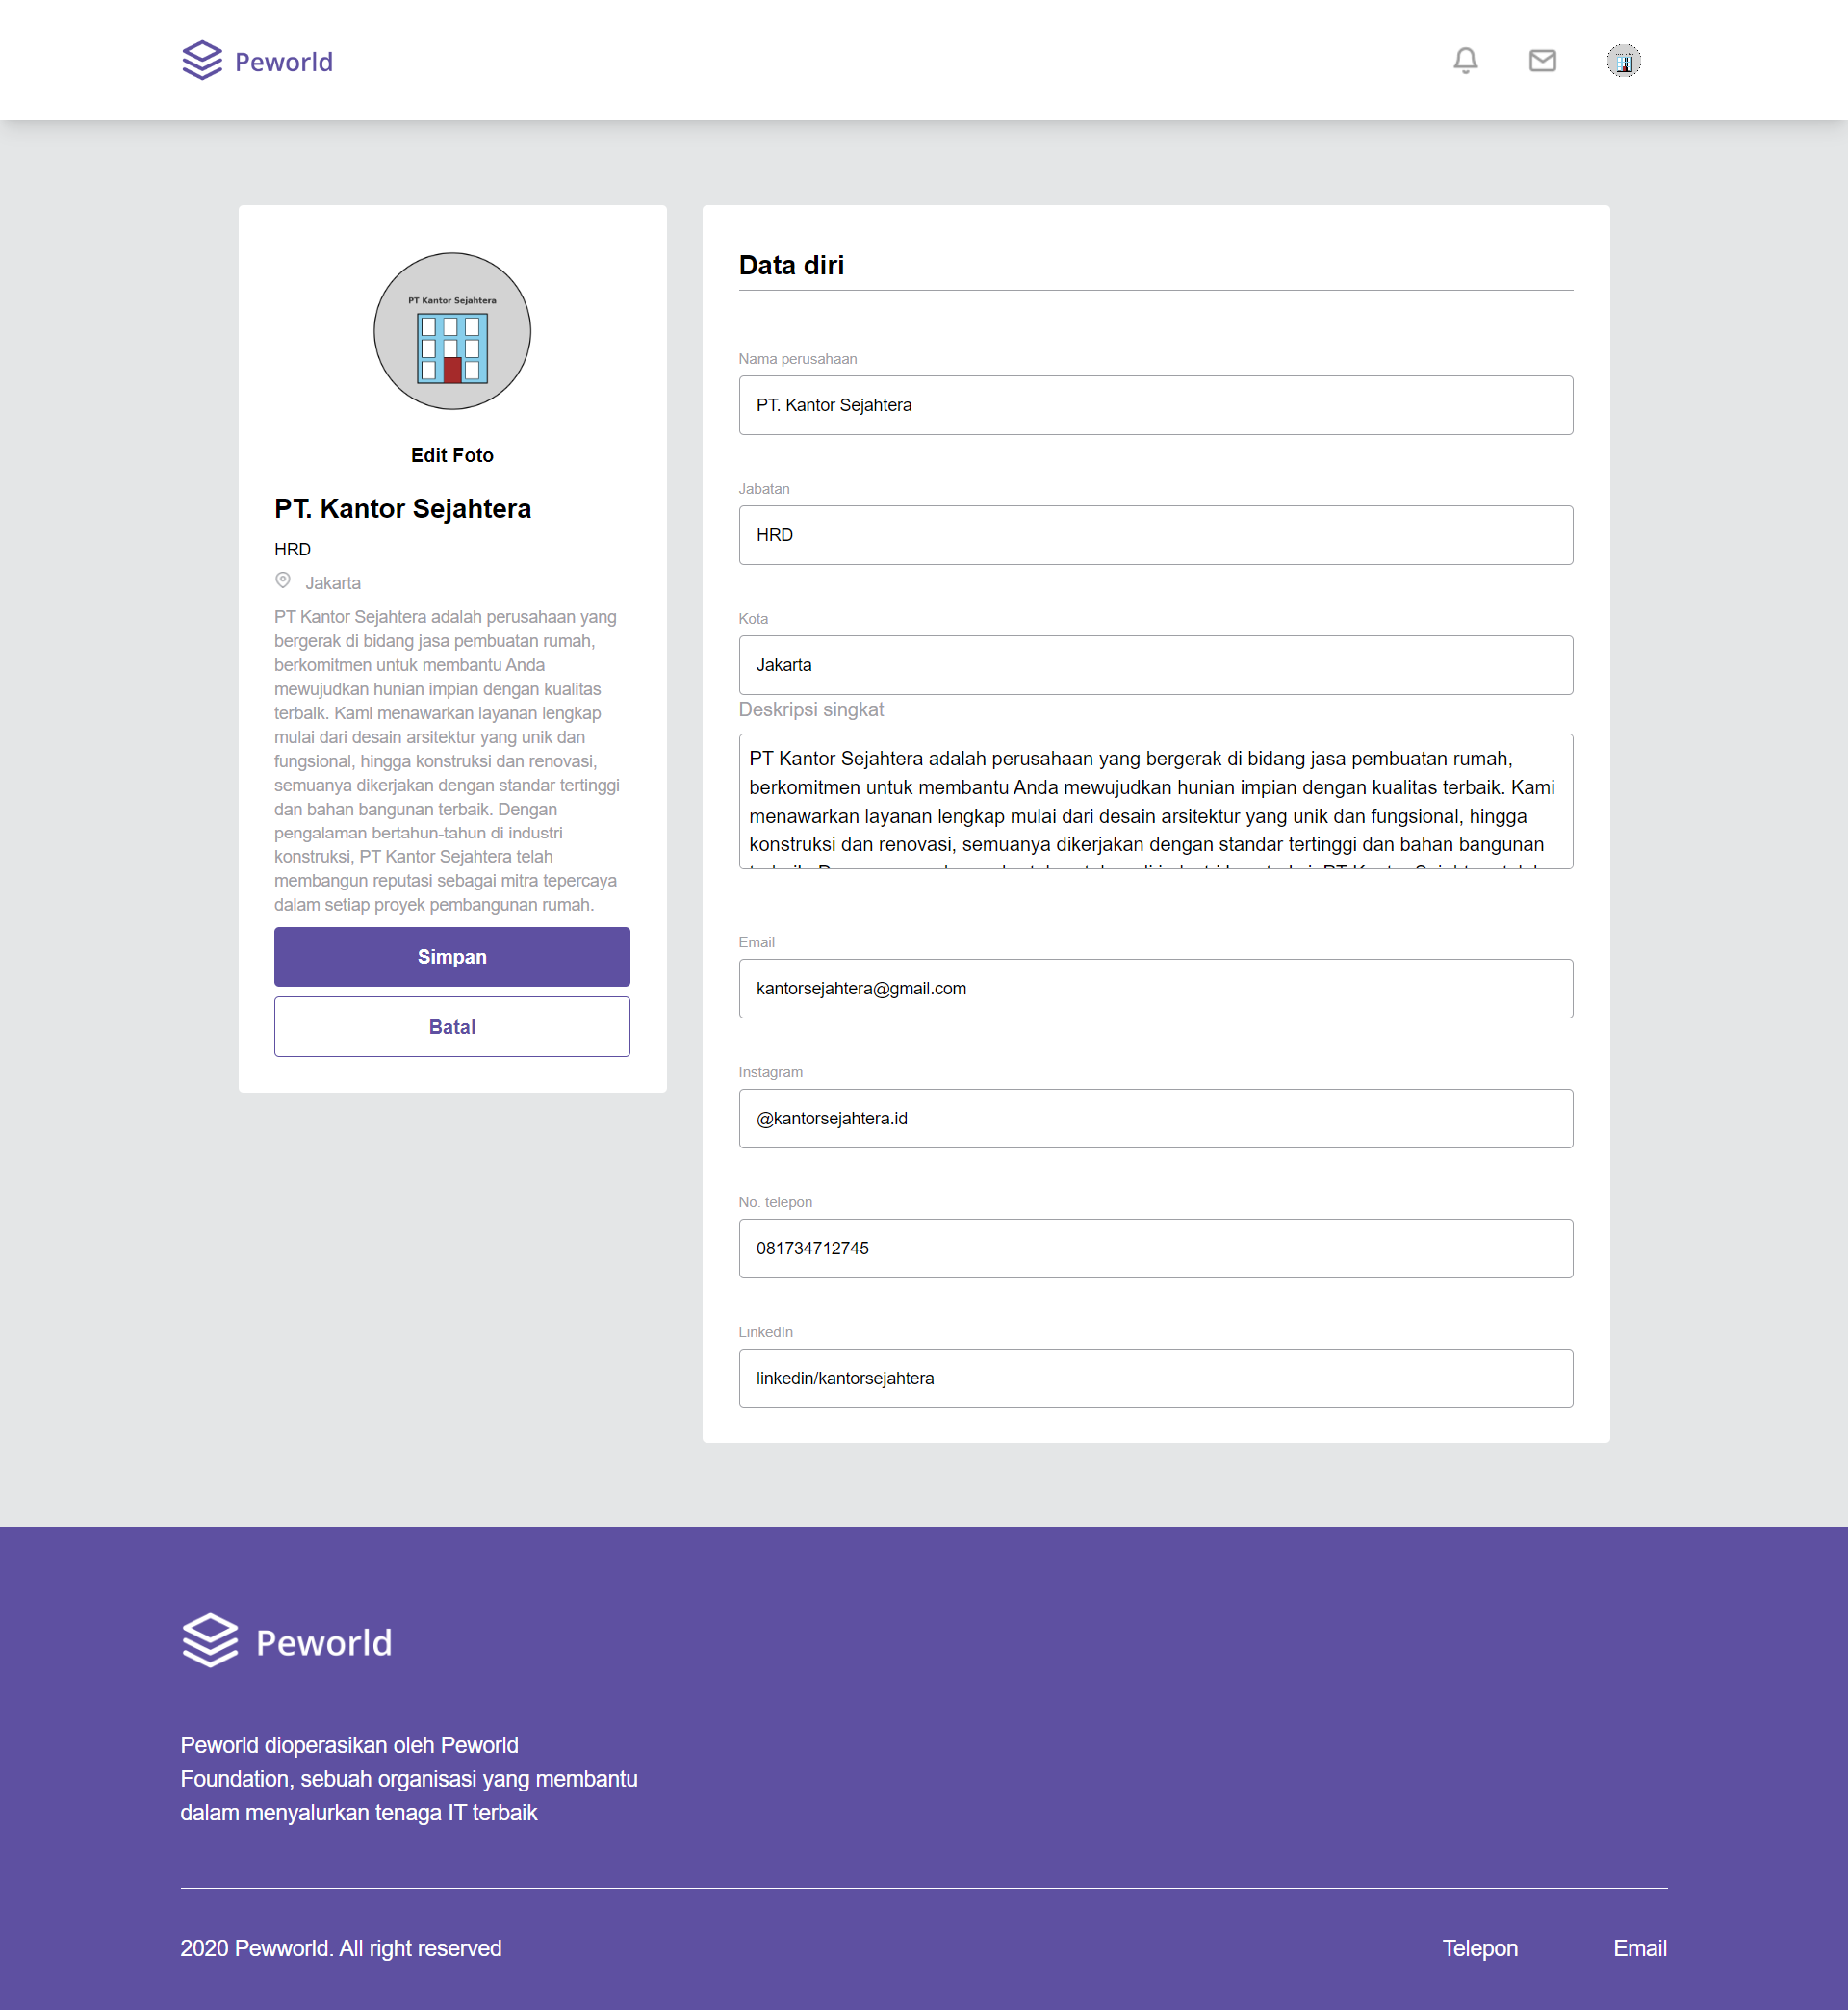 Peworld
PT Kantor Sejahtera
Edit Foto
PT. Kantor Sejahtera
HRD
Jakarta
PT Kantor Sejahtera adalah perusahaan yang
bergerak di bidang jasa pembuatan rumah,
berkomitmen untuk membantu Anda
mewujudkan hunian impian dengan kualitas
terbaik. Kami menawarkan layanan lengkap
mulai dari desain arsitektur yang unik dan
fungsional, hingga konstruksi dan renovasi,
semuanya dikerjakan dengan standar tertinggi
dan bahan bangunan terbaik. Dengan
pengalaman bertahun-tahun di industri
konstruksi, PT Kantor Sejahtera telah
membangun reputasi sebagai mitra tepercaya
dalam setiap proyek pembangunan rumah.
Simpan
Batal
Data diri
Nama perusahaan
PT. Kantor Sejahtera
Jabatan
HRD
Kota
Jakarta
Deskripsi singkat
PT Kantor Sejahtera adalah perusahaan yang bergerak di bidang jasa pembuatan rumah,
berkomitmen untuk membantu Anda mewujudkan hunian impian dengan kualitas terbaik. Kami
menawarkan layanan lengkap mulai dari desain arsitektur yang unik dan fungsional, hingga
konstruksi dan renovasi, semuanya dikerjakan dengan standar tertinggi dan bahan bangunan
Email
kantorsejahtera@gmail.com
Instagram
@kantorsejahtera.id
No. telepon
081734712745
LinkedIn
linkedin/kantorsejahtera
Peworld
Peworld dioperasikan oleh Peworld
Foundation, sebuah organisasi yang membantu
dalam menyalurkan tenaga IT terbaik
2020 Pewworld. All right reserved
Telepon
Email